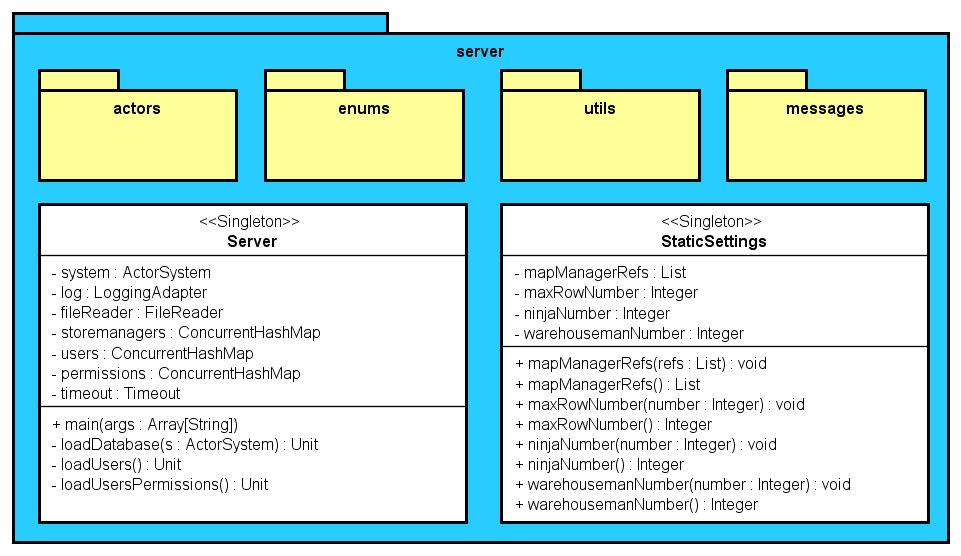 server
actors
enums
utils
messages
<<Singleton>>
Server
- system : ActorSystem
- log : LoggingAdapter
- fileReader : FileReader
- storemanagers : ConcurrentHashMap
- users : ConcurrentHashMap
- permissions : ConcurrentHashMap
- timeout : Timeout
+ main(args : Array[String])
- loadDatabase(s : ActorSystem) : Unit
- loadUsers() : Unit
- loadUsersPermissions() : Unit
<<Singleton>>
StaticSettings
- mapManagerRefs : List
- maxRowNumber : Integer
- ninjaNumber : Integer
- warehousemanNumber : Integer
+ mapManagerRefs(refs : List) : void
+ mapManagerRefs() : List
+ maxRowNumber(number : Integer) : void
+ maxRowNumber() : Integer
+ ninjaNumber(number : Integer) : void
+ ninjaNumber() : Integer
+ warehousemanNumber(number : Integer) : void
+ warehousemanNumber() : Integer